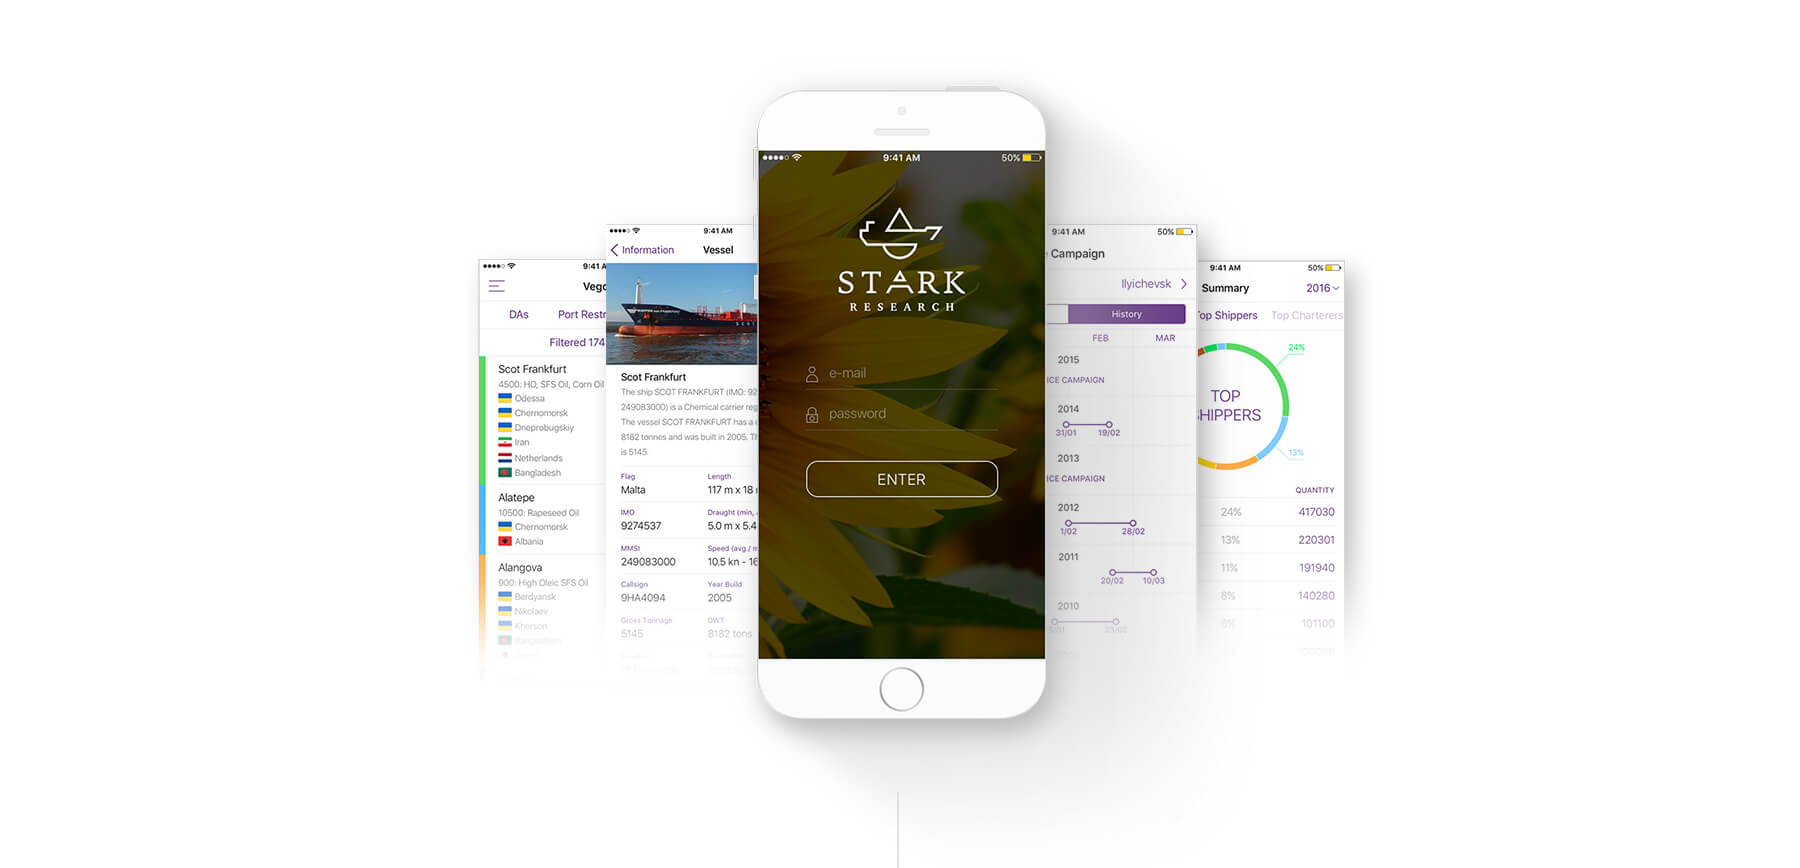 9:41 AM
50%
STARK
RESEARCH
e-mail
password
ENTER
9:41 A
Vego
DAs
Port Restr
Filtered 174
Scot Frankfurt
4500: HO, SFS Oil, Corn Oil
Odessa
Chernomorsk
Dneprobugskiy
Iran
Netherlands
Bangladesh
Alatepe
10500: Rapeseed Oil
Chernomorsk
Albania
Alangova
900: High Oleic SFS Oil
Berdyansk
Nikolaev
Kherson
Bangladesh
9:41 AM
Information
Vessel
Scot Frankfurt
The ship SCOT FRANKFURT (IMO: 92
249083000) is a Chemical carrier reg
The vessel SCOT FRANKFURT has a
8182 tonnes and was built in 2005. Th
is 5145.
Flag
Length
Malta
117 m x 18
IMO
Draught (min,
9274537
5.0 m x 5.4
MMSI
Speed (avg./ m
249083000
10.5 kn - 16
Callsign
Year Build
9HA4094
2005
Gross Tonnage
DWT
5145
8182 tons
9:41 AM
50%
e Campaign
Ilyichevsk
History
FEB
MAR
2015
ICE CAMPAIGN
2014
31/01
19/02
2013
ICE CAMPAIGN
2012
1/02
28/02
2011
20/02
10/03
2010
23/02
9:41 AM
50%
Summary
2016
Top Shippers
Top Charterers
24%
TOP
SHIPPERS
13%
QUANTITY
24%
417030
13%
220301
11%
191940
8%
140280
6%
101100